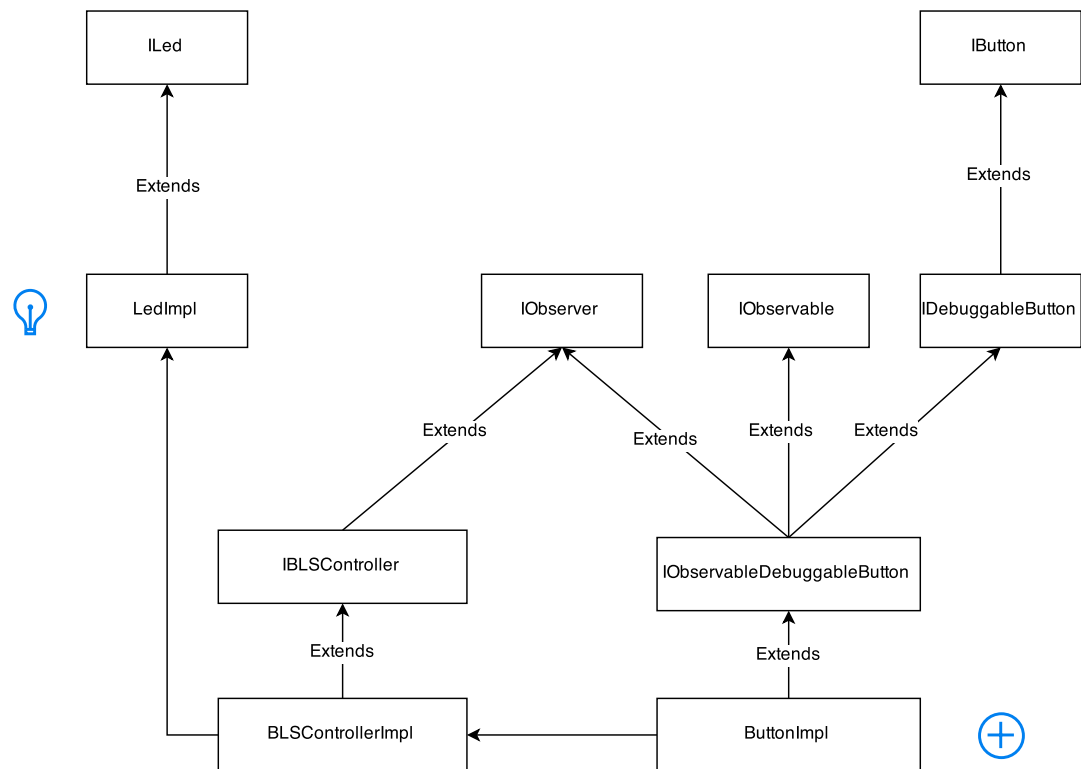 ILed
IButton
Extends
Extends
LedImpl
IObserver
IObservable
IDebuggableButton
Extends
Extends
Extends
Extends
IBLSController
IObservableDebuggableButton
Extends
Extends
BLSControllerImpl
ButtonImpl